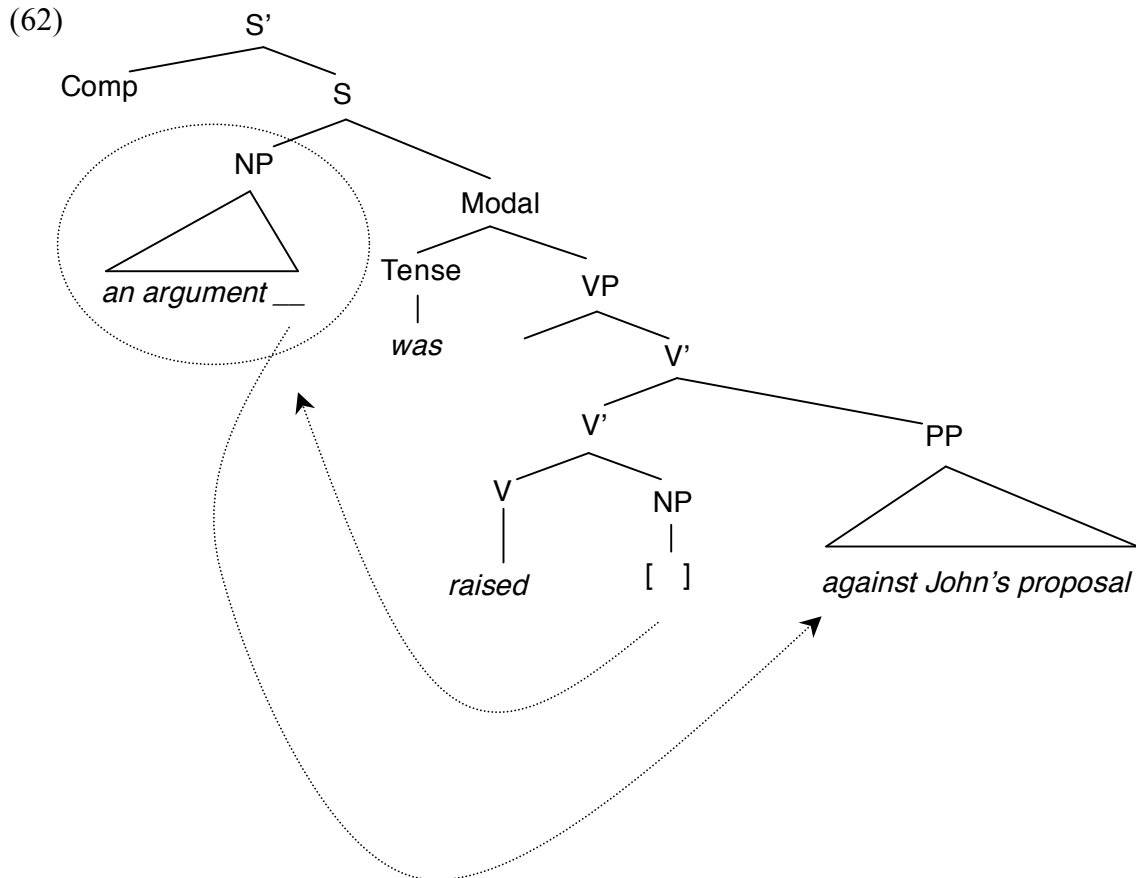 (62)
S’
Comp
S
NP
Modal
an argument __
Tense
VP
was
V’
V’
PP
V
NP
raised
[ ]
against John’s proposal